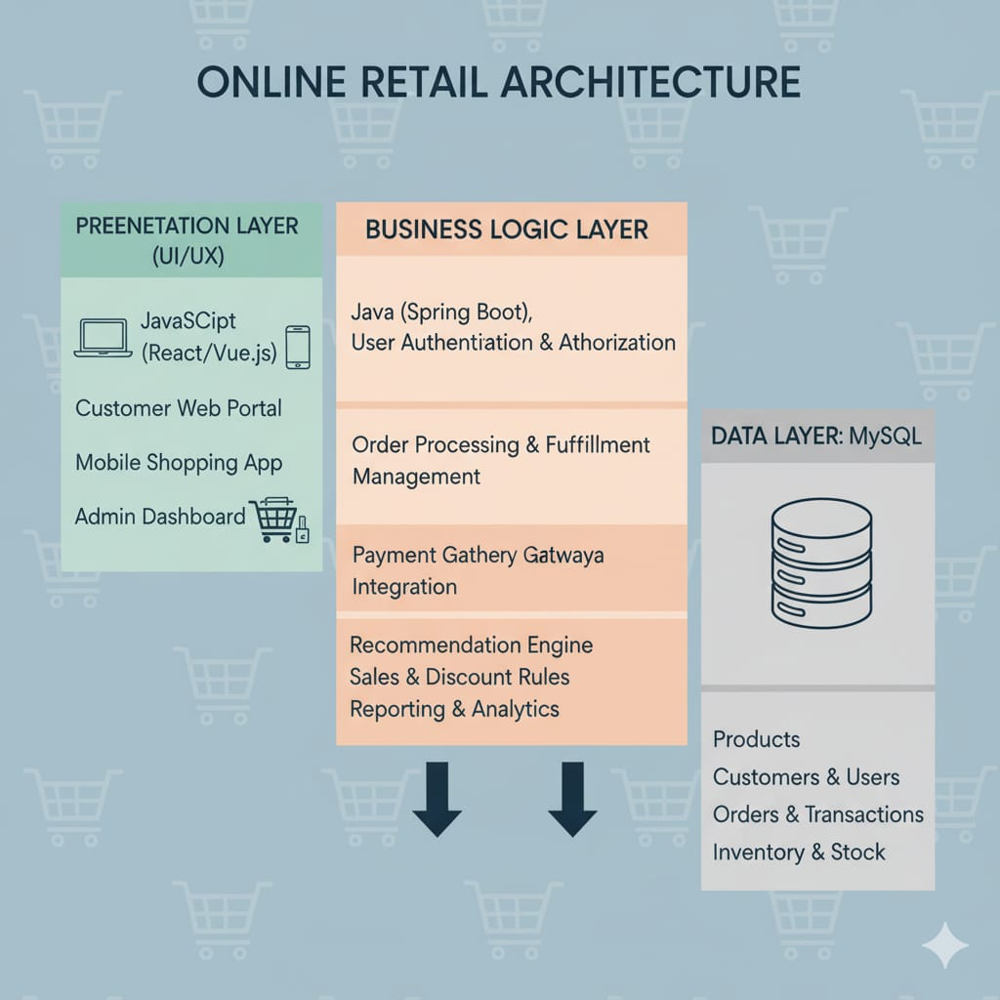 ONLINE RETAIL ARCHITECTURE
PREENETATION LAYER
(UI/UX)
JavaSCipt
(React/Vue.js)
Customer Web Portal
Mobile Shopping App
Admin Dashboard
BUSINESS LOGIC LAYER
Java (Spring Boot),
User Authentiation & Athorization
Order Processing & Fuffillment
Management
Payment Gathery Gatwaya
Integration
Recommendation Engine
Sales & Discount Rules
Reporting & Analytics
DATA LAYER: MySQL
Products
Customers & Users
Orders & Transactions
Inventory & Stock